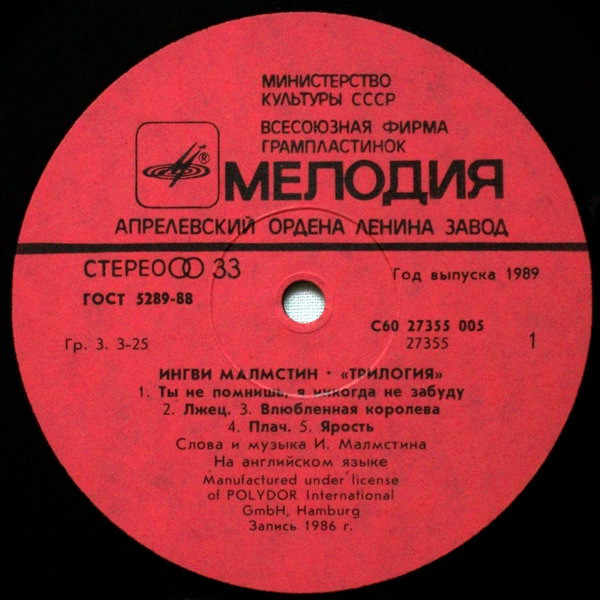 МИНИСТЕРСТВО
КУЛЬТУРЫ СССР
ВСЕСОЮЗНАЯ ФИРМА
ГРАМПЛАСТИНОК
®
МЕЛОДИЯ
АПРЕЛЕВСКИЙ ОРДЕНА ЛЕНИНА ЗАВОД
СТЕРЕО 33
Год выпуска 1989
ГОСТ 5289-88
С60 27355 005
Гр. 3. 3-25
27355
1
ИНГВИ МАЛМСТИН · «ТРИЛОГИЯ»
1. Ты не помнишь, я никогда не забуду
2. Лжец. 3. Влюбленная королева
4. Плач. 5. Ярость
Слова и музыка И. Малмстина
На английском языке
Manufactured under license
of POLYDOR International
GmbH, Hamburg
Запись 1986 г.